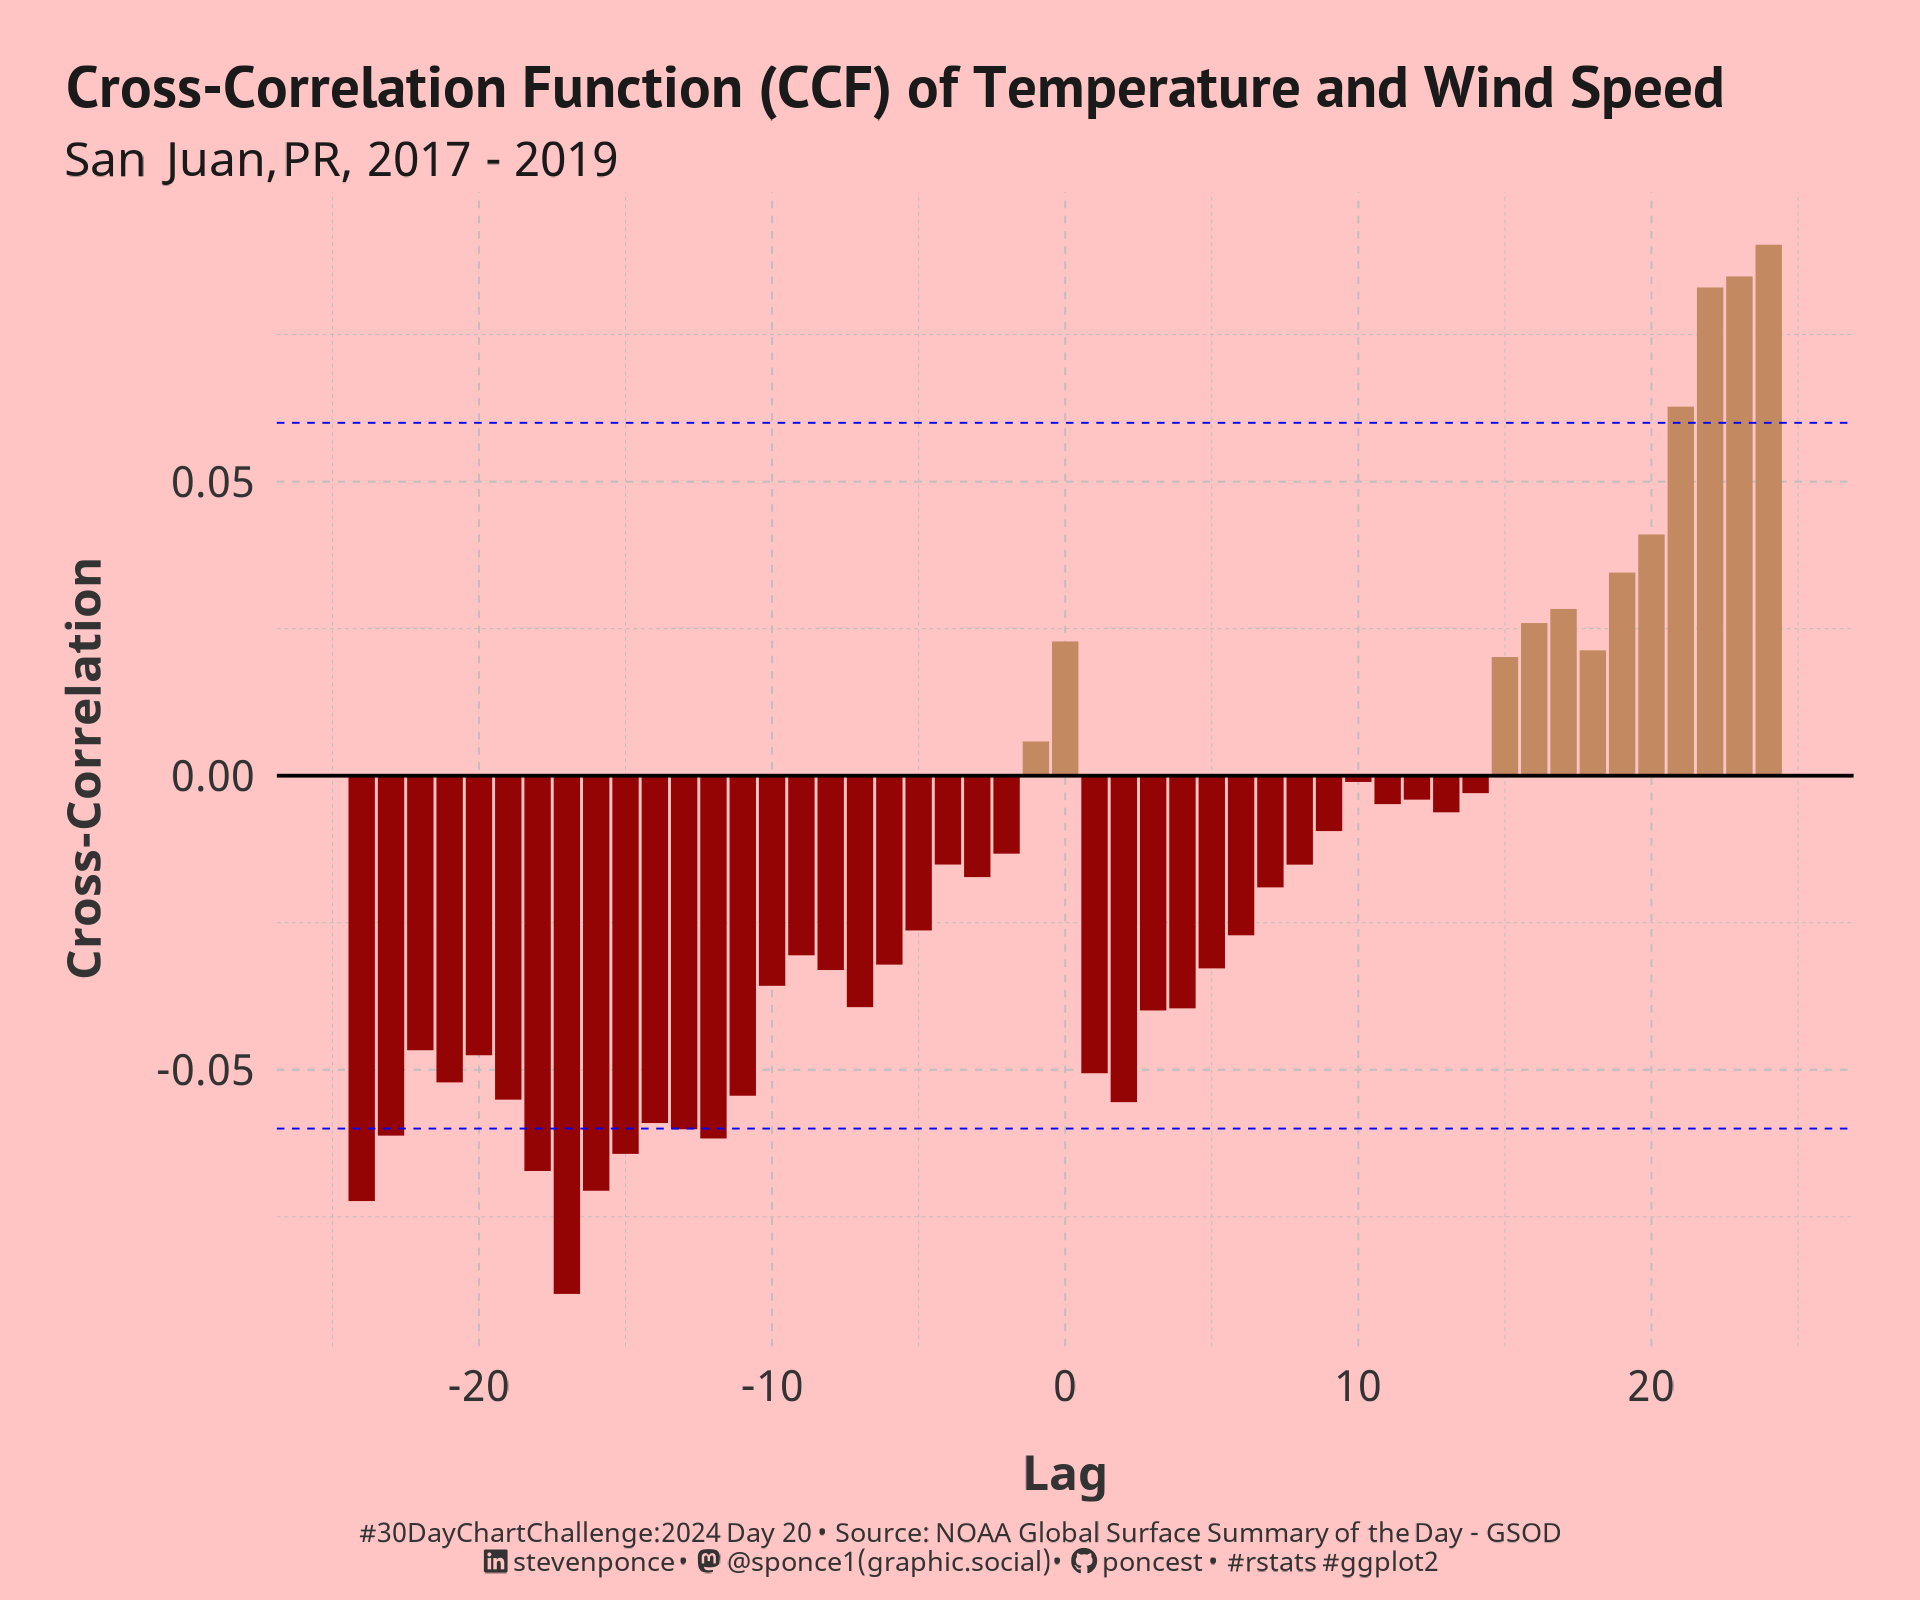 Cross-Correlation Function (CCF) of Temperature and Wind Speed
San Juan, PR, 2017 - 2019
Cross-Correlation
0.05
0.00
-0.05
-20 -10 0 10 20
Lag
#30DayChartChallenge:2024 Day 20 • Source: NOAA Global Surface Summary of the Day - GSOD
stevenponce • @sponce1(graphic.social) • poncest • #rstats #ggplot2